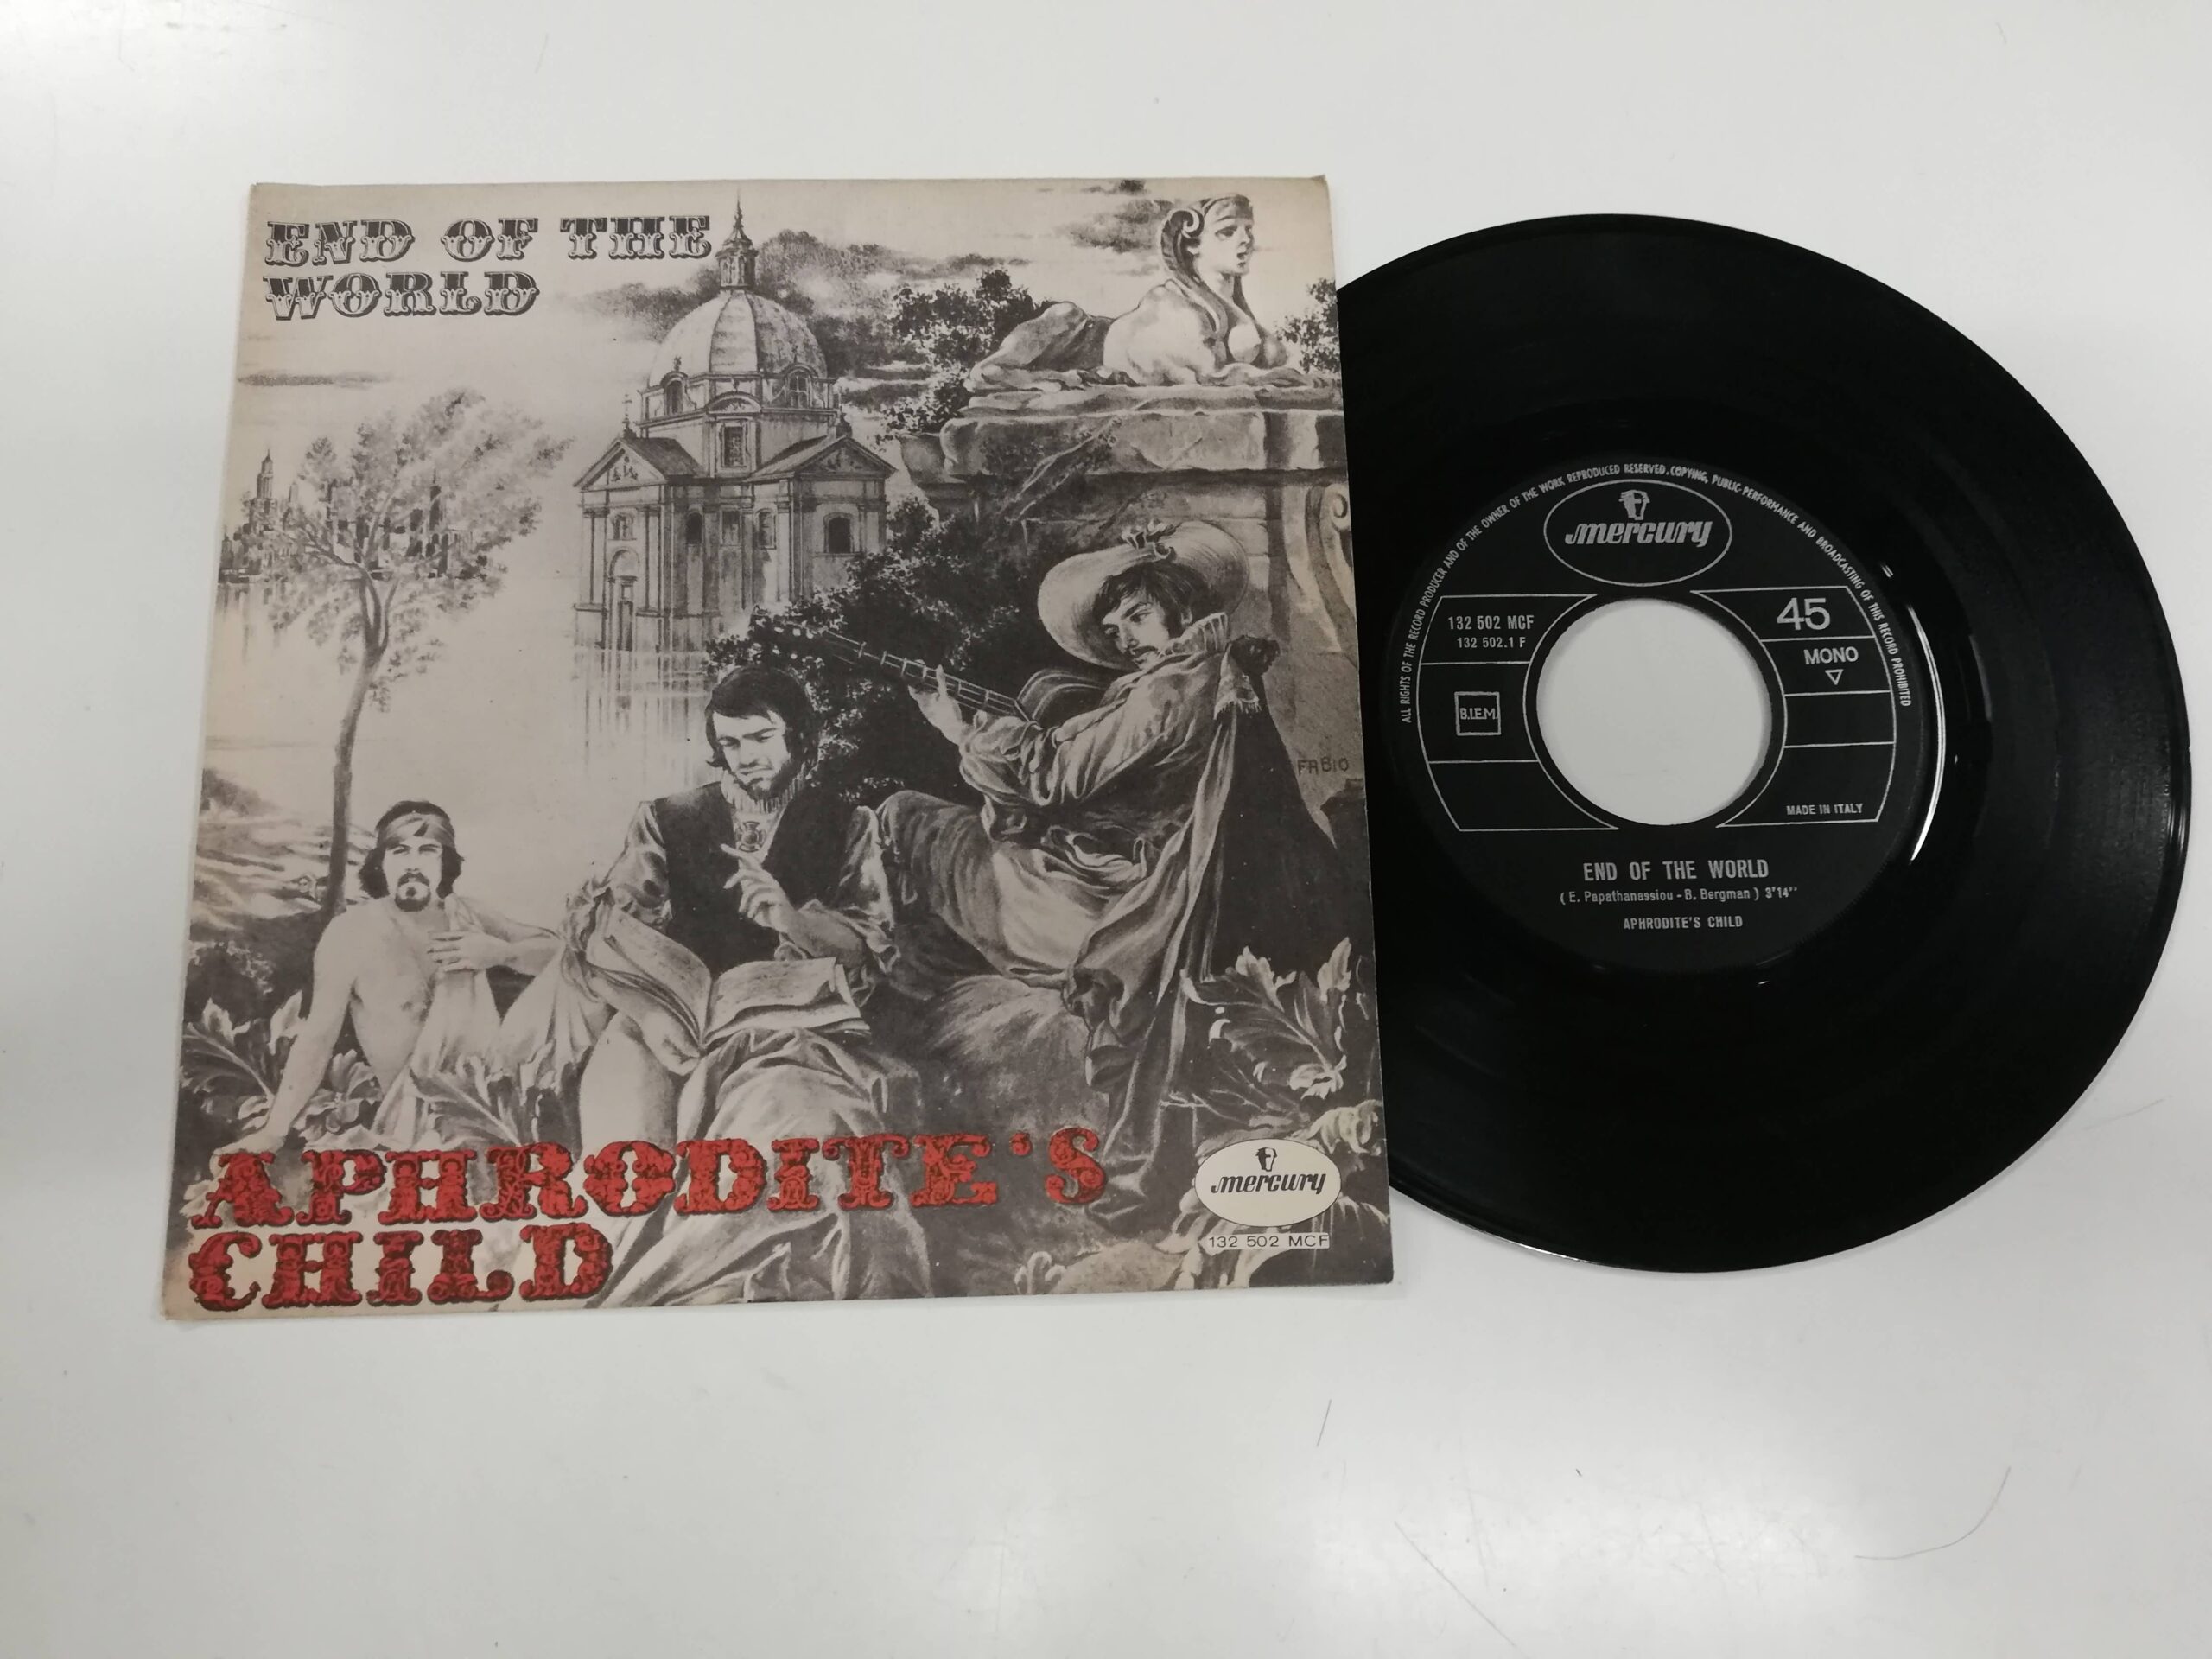 END OF THE
WORLD
FABIO
APHRODITE'S
CHILD
mercury
132 502 MCF
ALL RIGHTS OF THE RECORD PRODUCER AND OF THE OWNER OF THE WORK REPRODUCED RESERVED. COPYING, PUBLIC PERFORMANCE AND BROADCASTING OF THIS RECORD PROHIBITED
mercury
132 502 MCF
132 502.1 F
B.I.E.M.
45
MONO
MADE IN ITALY
END OF THE WORLD
( E. Papathanassiou - B. Bergman ) 3'14''
APHRODITE'S CHILD